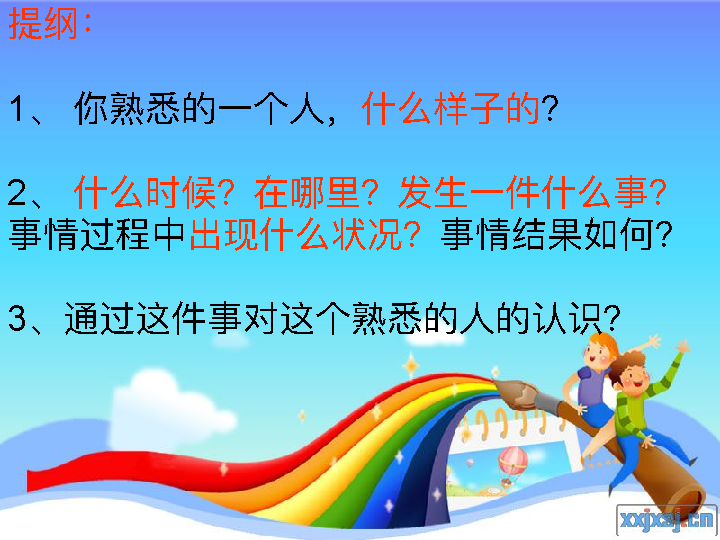 提纲：
1、 你熟悉的一个人，什么样子的?
2、 什么时候? 在哪里? 发生一件什么事?
事情过程中出现什么状况? 事情结果如何?
3、通过这件事对这个熟悉的人的认识?
xxjxsj.cn